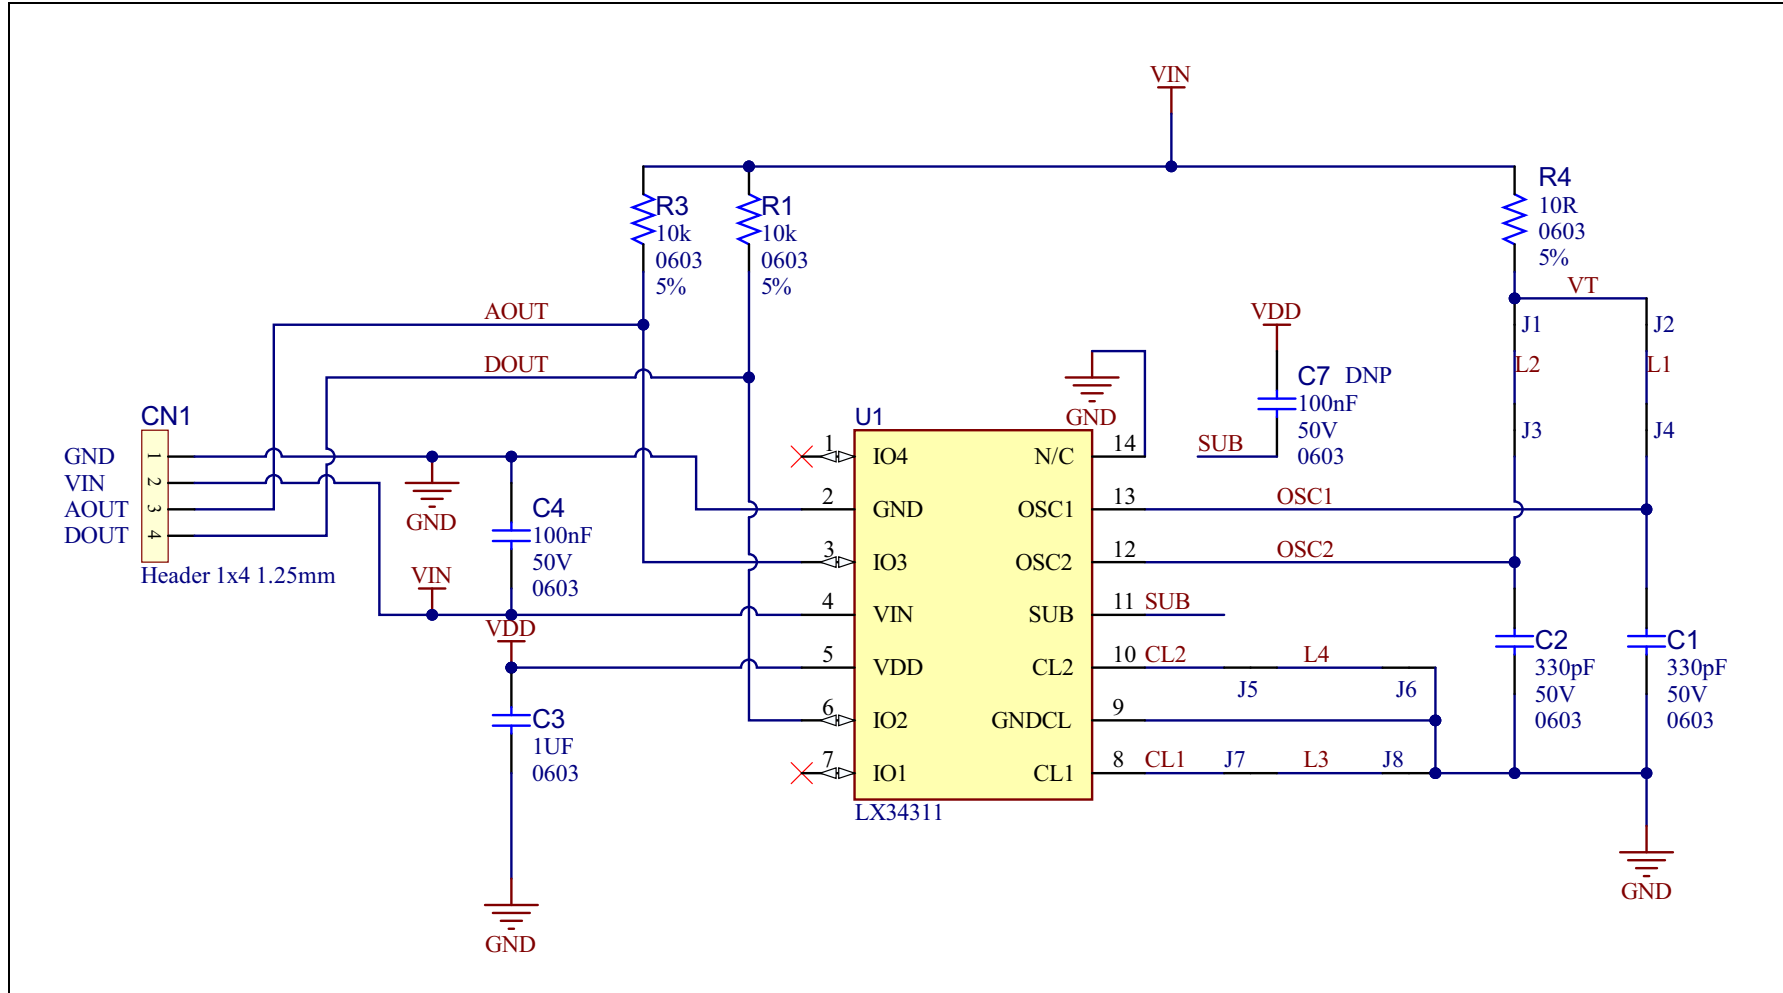 VIN
R3
10k
0603
5%
R1
10k
0603
5%
R4
10R
0603
5%
VT
AOUT
DOUT
VDD
J1
J2
L2
L1
J3
J4
C7 DNP
100nF
50V
0603
SUB
GND
CN1
GND
VIN
AOUT
DOUT
1
2
3
4
Header 1x4 1.25mm
GND
VIN
C4
100nF
50V
0603
VDD
C3
1UF
0603
GND
U1
1 IO4
2 GND
3 IO3
4 VIN
5 VDD
6 IO2
7 IO1
N/C 14
OSC1 13 OSC1
OSC2 12 OSC2
SUB 11 SUB
CL2 10 CL2 L4
J5 J6
GNDCL 9
CL1 8 CL1 J7 L3 J8
LX34311
C2
330pF
50V
0603
C1
330pF
50V
0603
GND